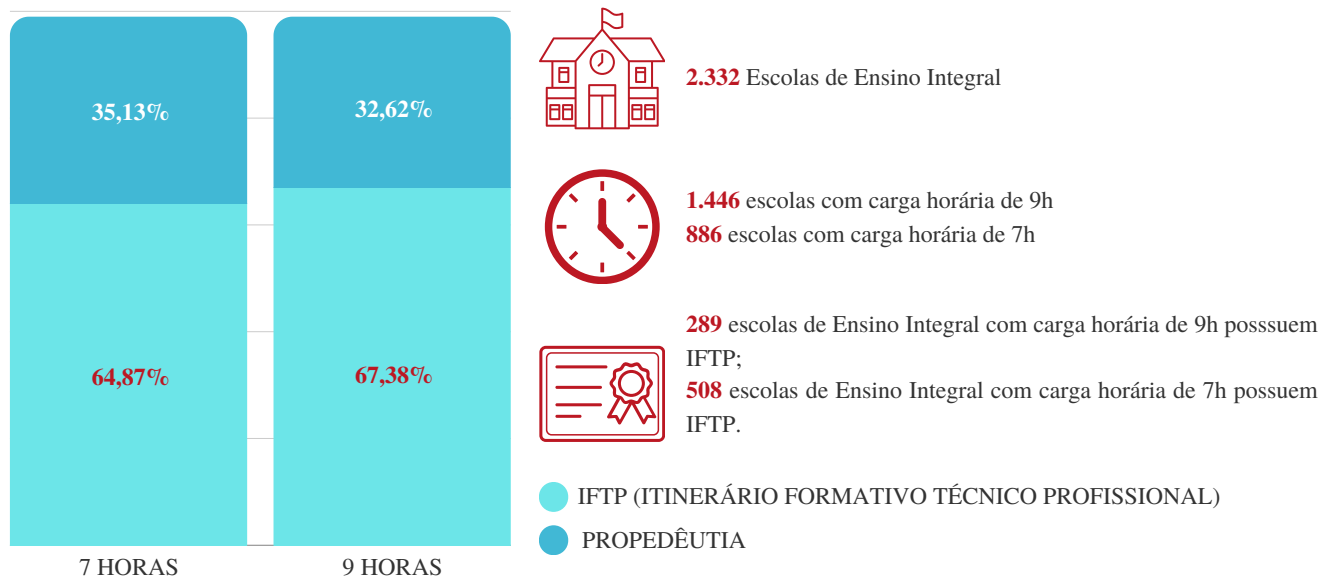 35,13%
32,62%
64,87%
67,38%
7 HORAS
9 HORAS
2.332 Escolas de Ensino Integral
1.446 escolas com carga horária de 9h
886 escolas com carga horária de 7h
289 escolas de Ensino Integral com carga horária de 9h posssuem
IFTP;
508 escolas de Ensino Integral com carga horária de 7h possuem
IFTP.
IFTP (ITINERÁRIO FORMATIVO TÉCNICO PROFISSIONAL)
PROPEDÊUTIA